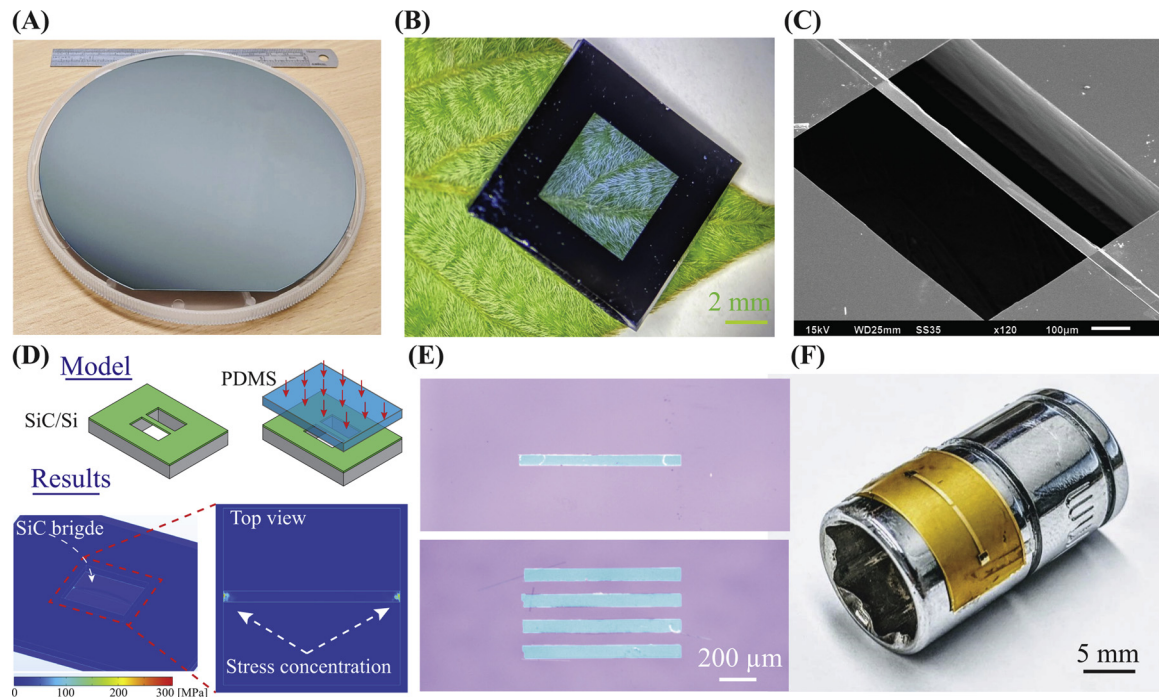 (A)
(B)
(C)
2 mm
15kV WD25mm SS35 x120 100µm
(D)
Model
PDMS
SiC/Si
Results
SiC brigde
Top view
Stress concentration
0 100 200 300 [MPa]
(E)
200 µm
(F)
5 mm